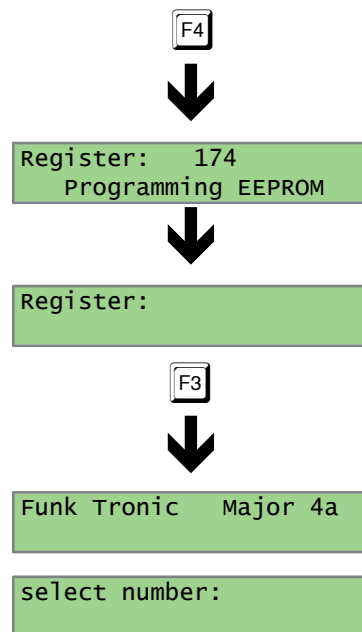 F4
Register:   174
   Programming EEPROM
Register:
F3
Funk Tronic   Major 4a
select number: